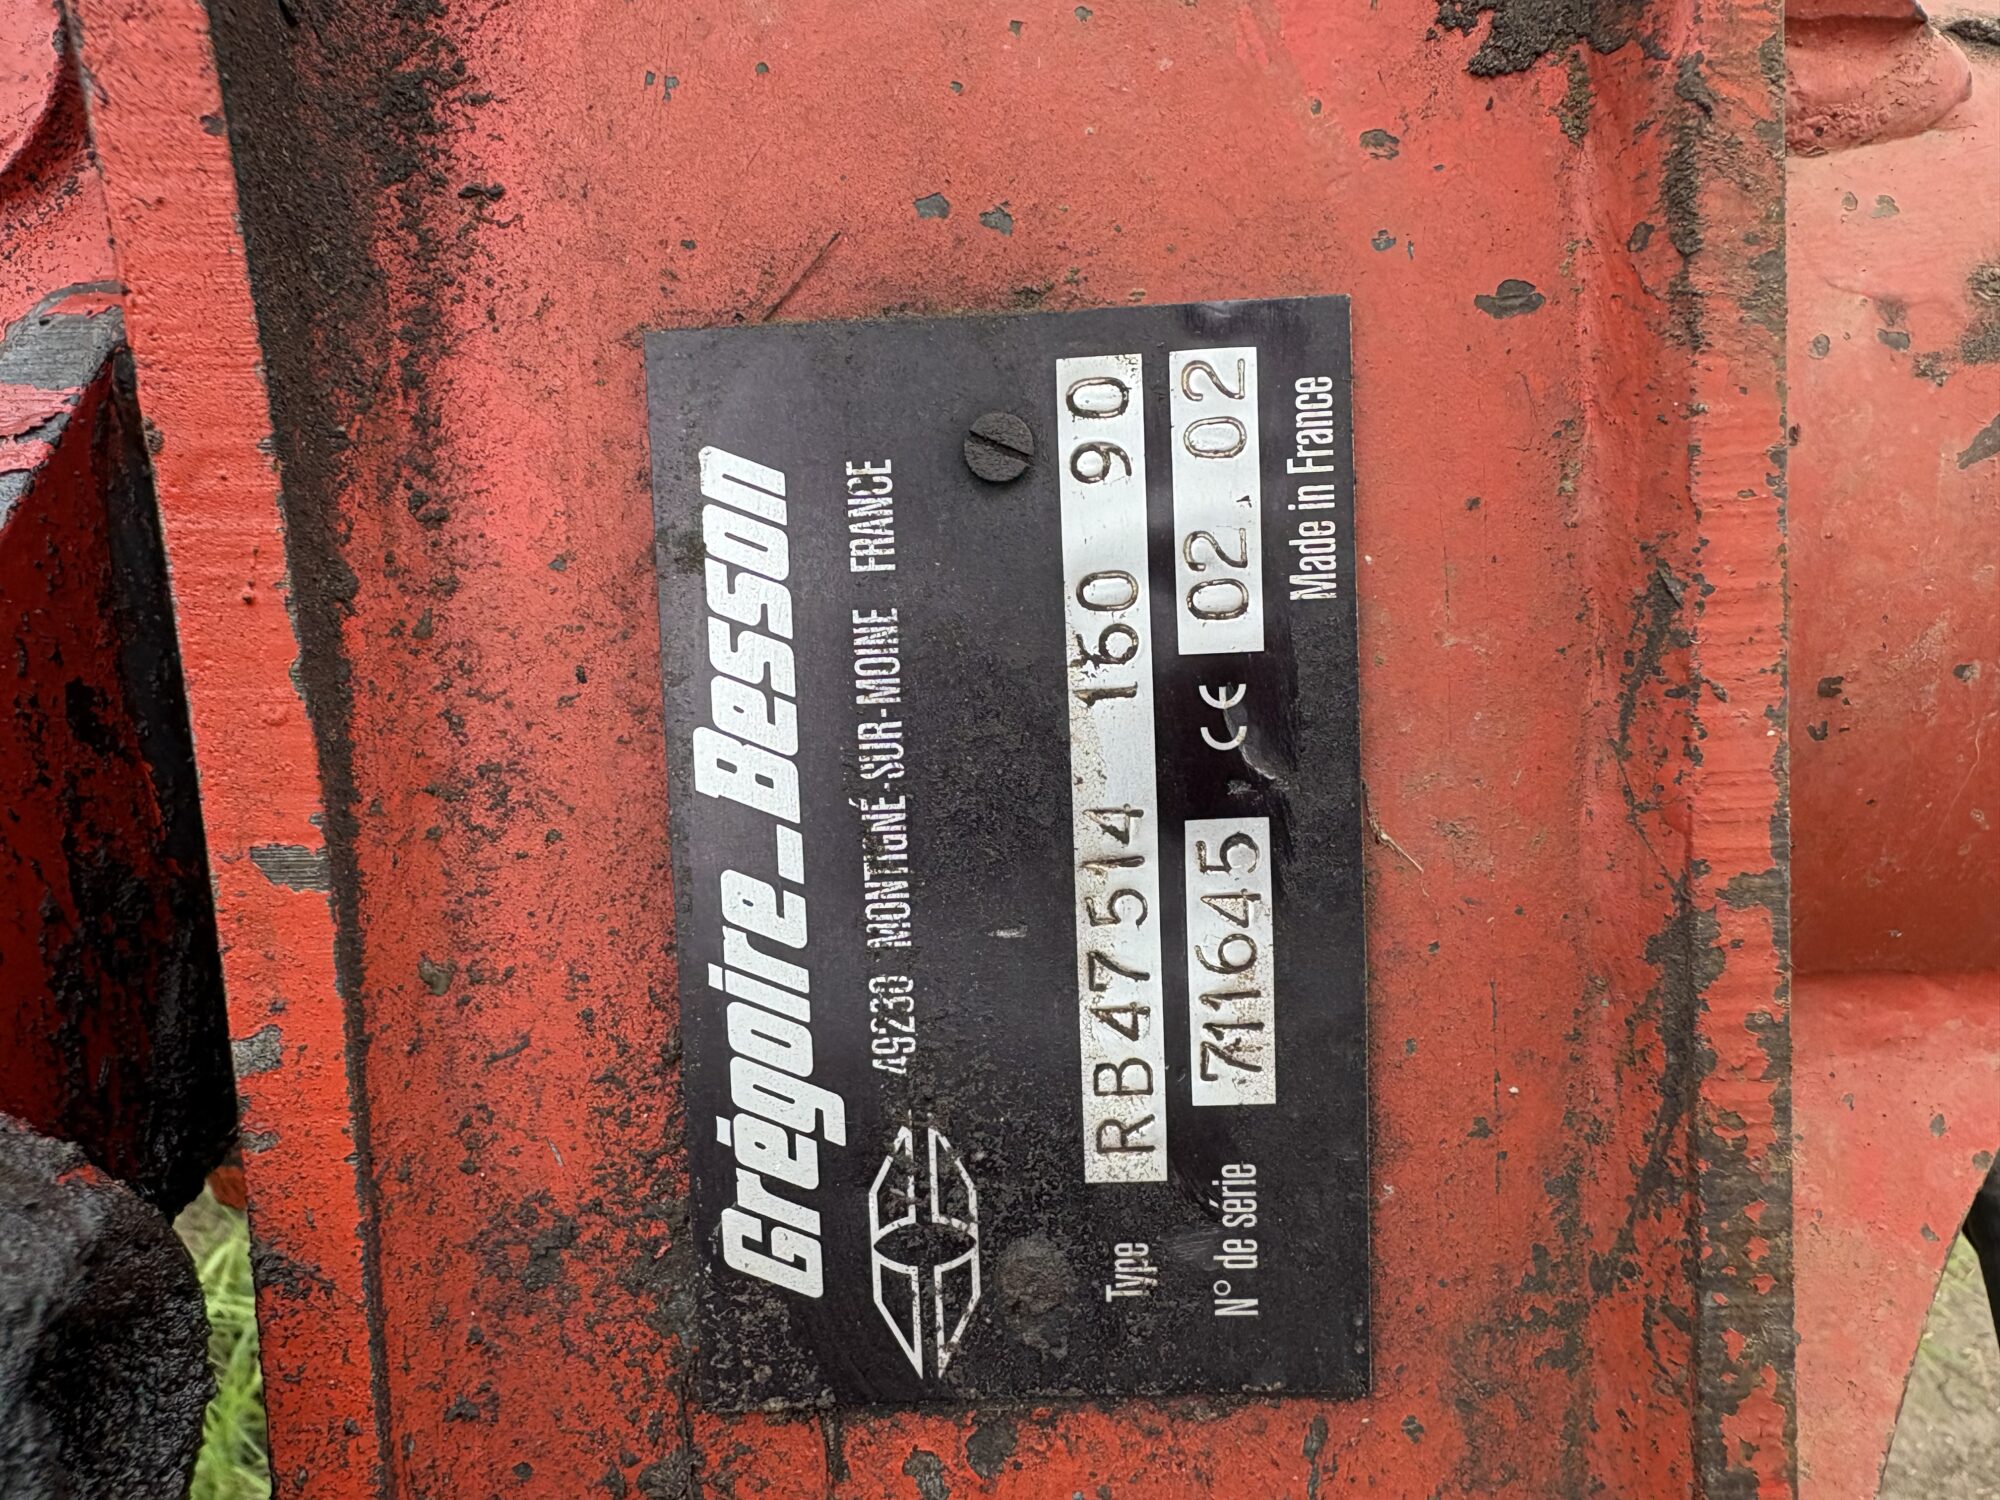 Grégoire_Besson
49230 MONTIGNÉ-SUR-MOINE FRANCE
Type RB47514 160 90
N° de série 711645 CE 02.02
Made in France